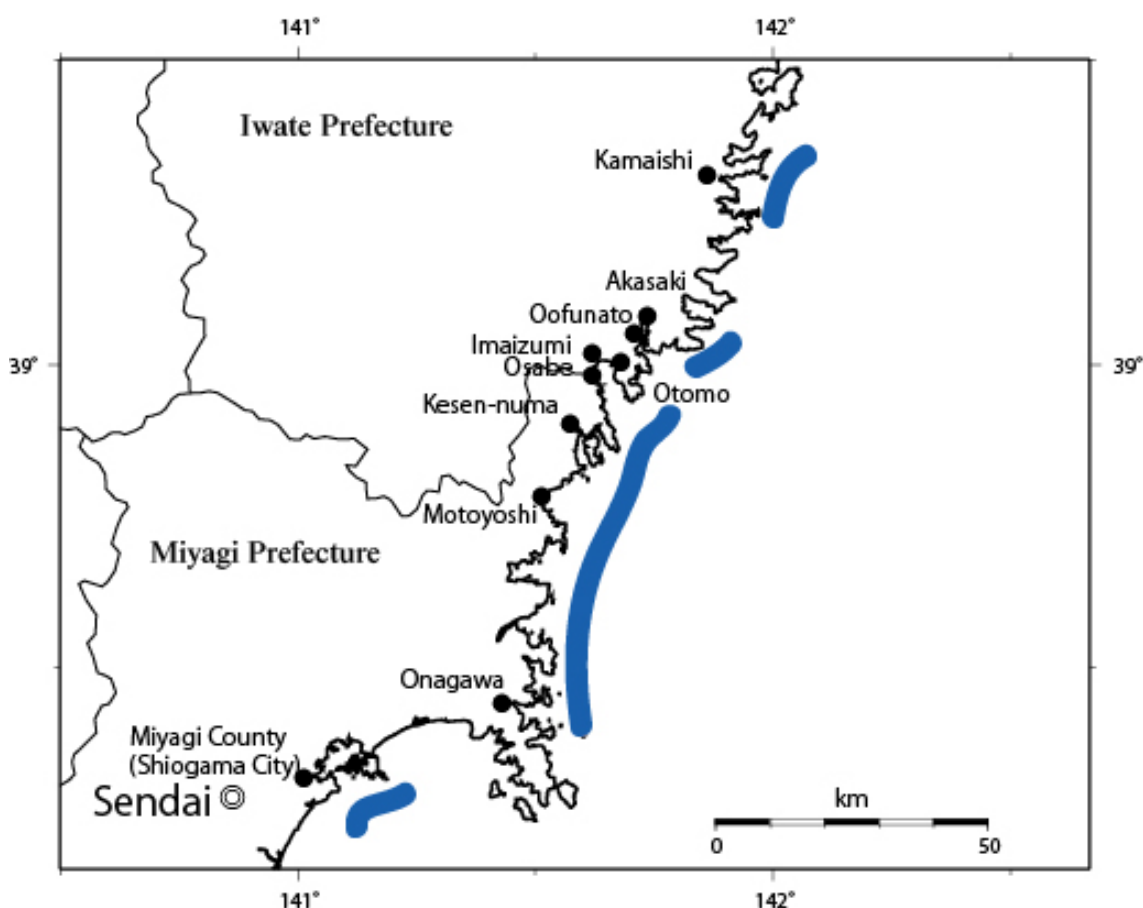 141°
142°
Iwate Prefecture
Kamaishi
Akasaki
Oofunato
Imaizumi
39°
Osabe
39°
Otomo
Kesen-numa
Motoyoshi
Miyagi Prefecture
Onagawa
Miyagi County
(Shiogama City)
Sendai
km
0
50
141°
142°